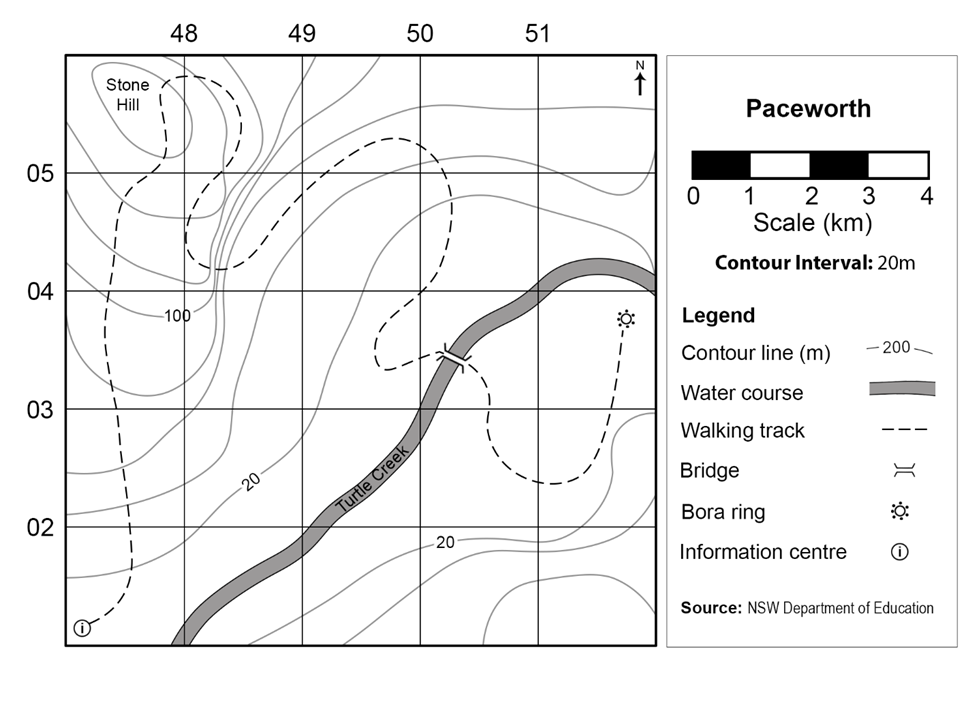 48 49 50 51
N
Stone
Hill
05
04
100
03
20
Turtle Creek
02
20
i
Paceworth
0 1 2 3 4
Scale (km)
Contour Interval: 20m
Legend
Contour line (m) 200
Water course
Walking track
Bridge
Bora ring
Information centre i
Source: NSW Department of Education